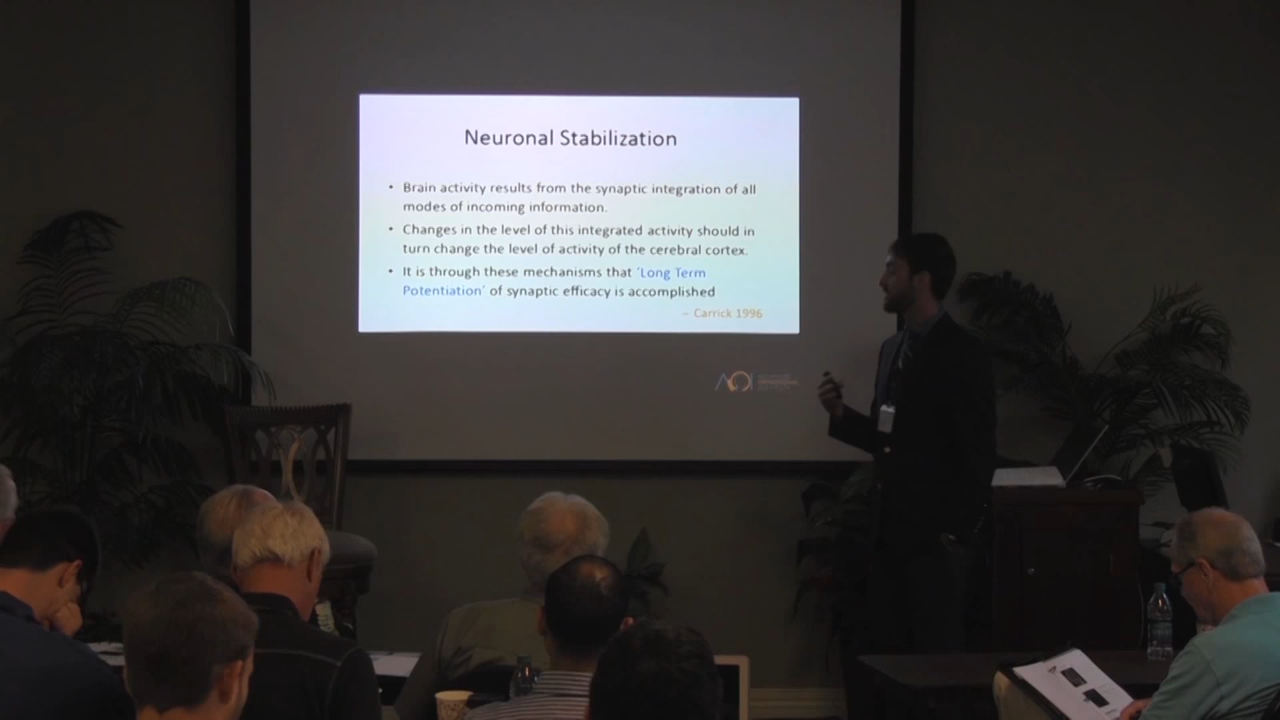 Neuronal Stabilization
• Brain activity results from the synaptic integration of all
modes of incoming information.
• Changes in the level of this integrated activity should in
turn change the level of activity of the cerebral cortex.
• It is through these mechanisms that ‘Long Term
Potentiation’ of synaptic efficacy is accomplished
– Carrick 1996